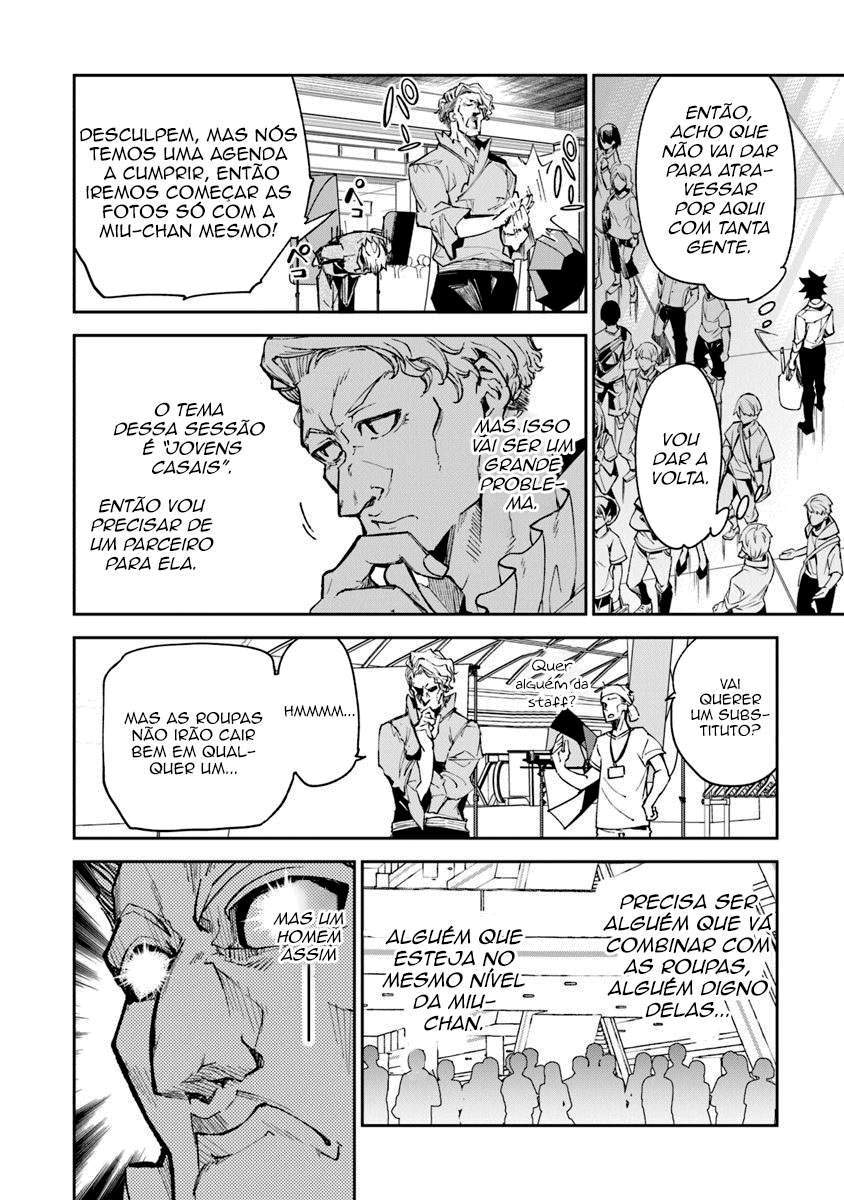 ENTÃO,
ACHO QUE
NÃO VAI DAR
PARA ATRA-
VESSAR
POR AQUI
COM TANTA
GENTE.
VOU
DAR A
VOLTA.
DESCULPEM, MAS NÓS
TEMOS UMA AGENDA
A CUMPRIR, ENTÃO
IREMOS COMEÇAR AS
FOTOS SÓ COM A
MIU-CHAN MESMO!
ペコ
ペコ
MAS ISSO
VAI SER UM
GRANDE
PROBLE-
MA.
O TEMA
DESSA SESSÃO
É “JOVENS
CASAIS”.
ENTÃO VOU
PRECISAR DE
UM PARCEIRO
PARA ELA.
VAI
QUERER
UM SUBS-
TITUTO?
Quer
alguém da
staff?
HMMMM...
MAS AS ROUPAS
NÃO IRÃO CAIR
BEM EM QUAL-
QUER UM...
PRECISA SER
ALGUÉM QUE VÁ
COMBINAR COM
AS ROUPAS,
ALGUÉM DIGNO
DELAS...
ALGUÉM QUE
ESTEJA NO
MESMO NÍVEL
DA MIU-
CHAN.
MAS UM
HOMEM
ASSIM